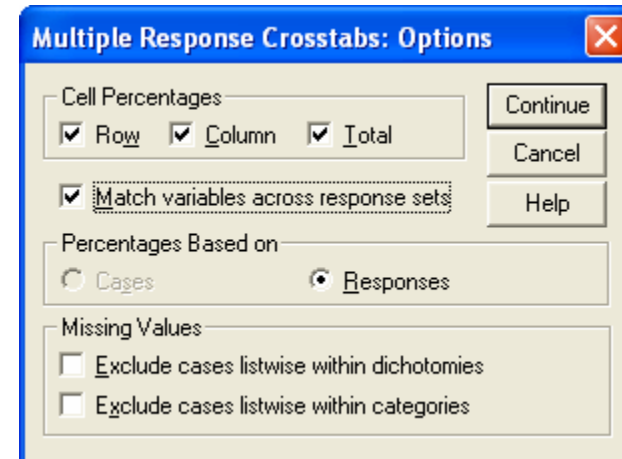 Multiple Response Crosstabs: Options
Cell Percentages
Row Column Total
Continue
Cancel
Match variables across response sets
Help
Percentages Based on
Cases Responses
Missing Values
Exclude cases listwise within dichotomies
Exclude cases listwise within categories